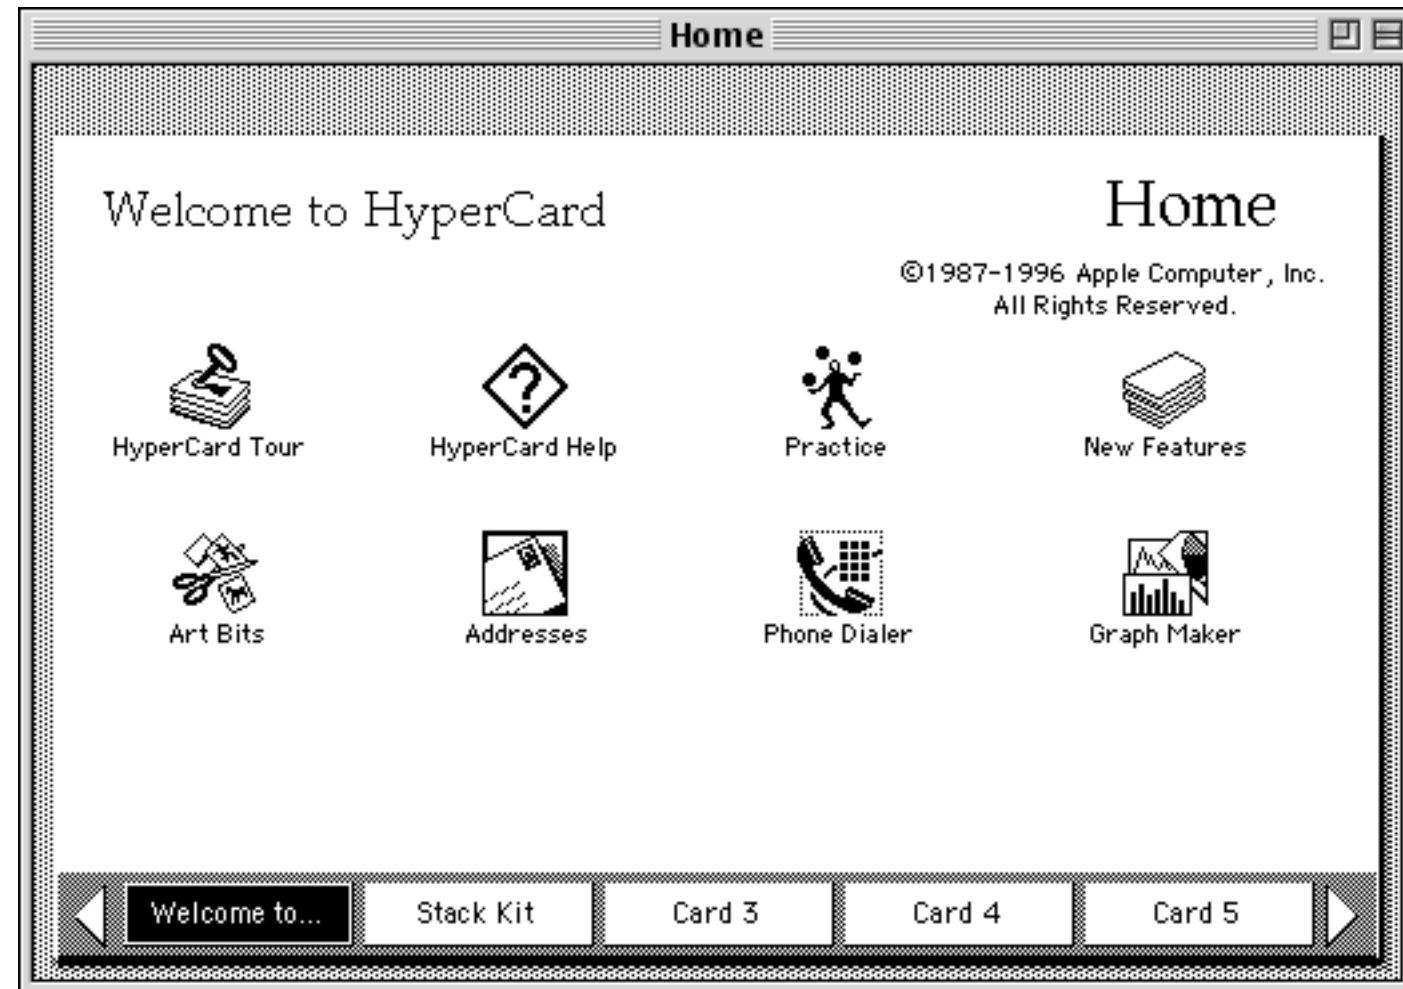 Home
Welcome to HyperCard
Home
©1987-1996 Apple Computer, Inc.
All Rights Reserved.
HyperCard Tour
HyperCard Help
Practice
New Features
Art Bits
Addresses
Phone Dialer
Graph Maker
Welcome to...
Stack Kit
Card 3
Card 4
Card 5